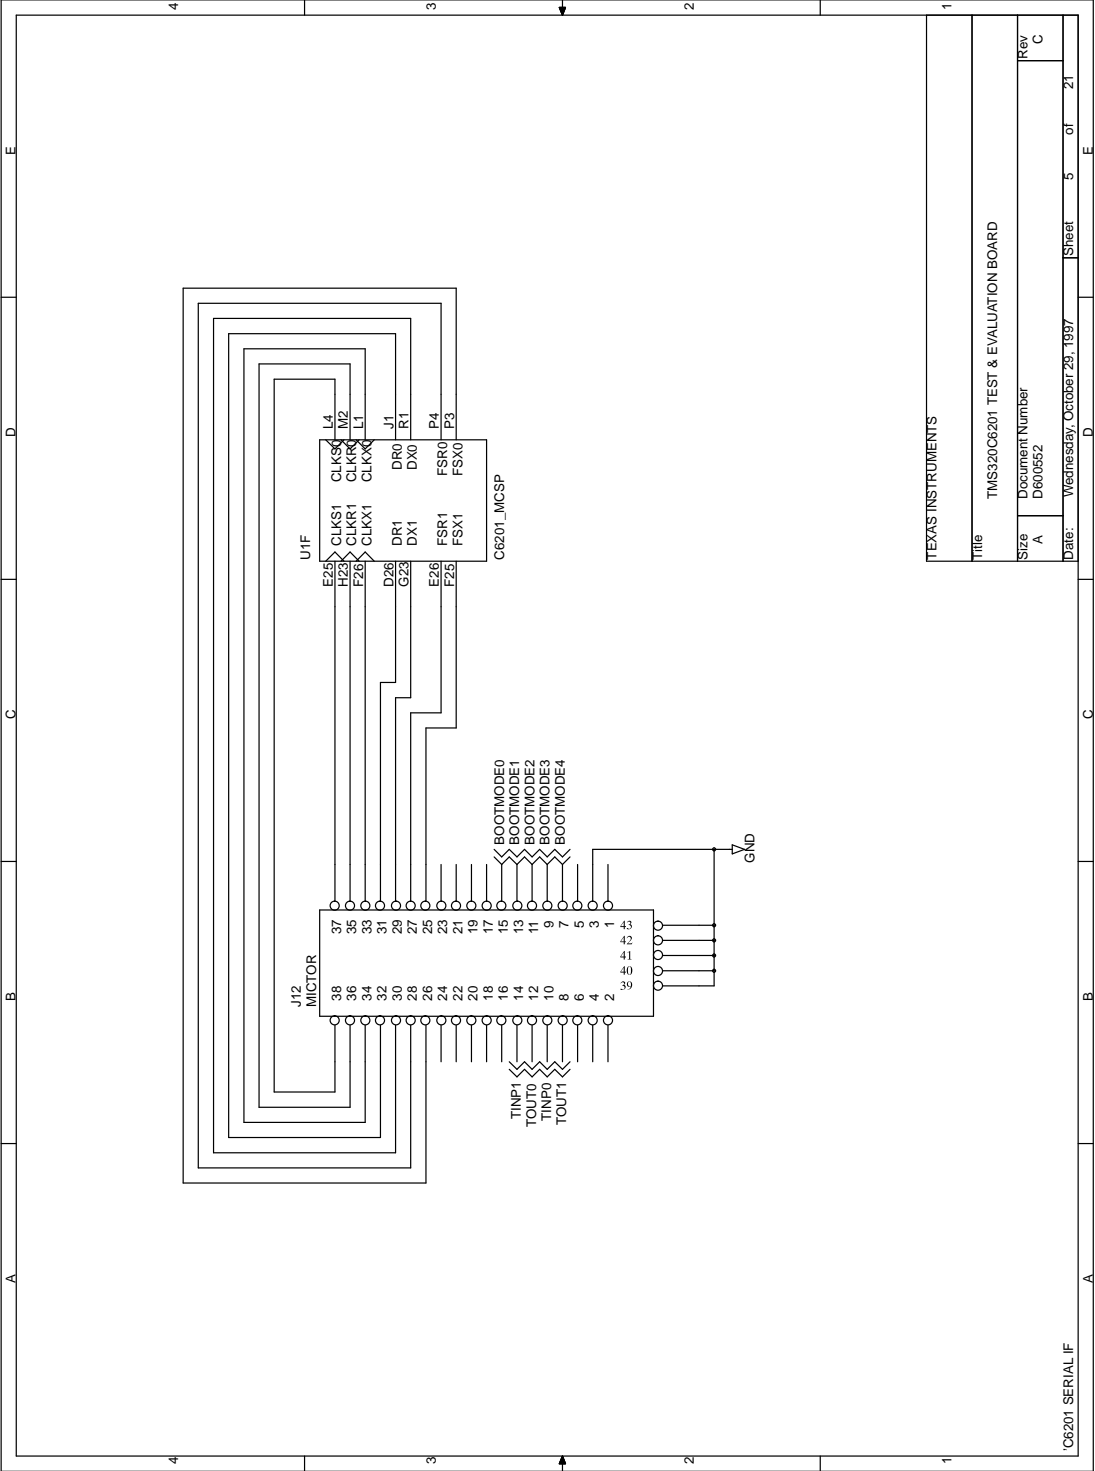 A
B
C
D
E
4
3
2
1
U1F
E25
H23
F26
D26
G23
E26
F25
CLKS1
CLKR1
CLKX1
DR1
DX1
FSR1
FSX1
CLKS0
CLKR0
CLKX0
DR0
DX0
FSR0
FSX0
L4
M2
L1
J1
R1
P4
P3
C6201_MCSP
J12
MICTOR
38 37
36 35
34 33
32 31
30 29
28 27
26 25
24 23
22 21
20 19
18 17
16 15
14 13
12 11
10 9
8 7
6 5
4 3
2 1
39 40 41 42 43
TINP1
TOUT0
TINP0
TOUT1
BOOTMODE0
BOOTMODE1
BOOTMODE2
BOOTMODE3
BOOTMODE4
GND
TEXAS INSTRUMENTS
Title
TMS320C6201 TEST & EVALUATION BOARD
Size Document Number Rev
A D600552 C
Date: Wednesday, October 29, 1997 Sheet 5 of 21
'C6201 SERIAL IF
A
B
C
D
E
4
3
2
1